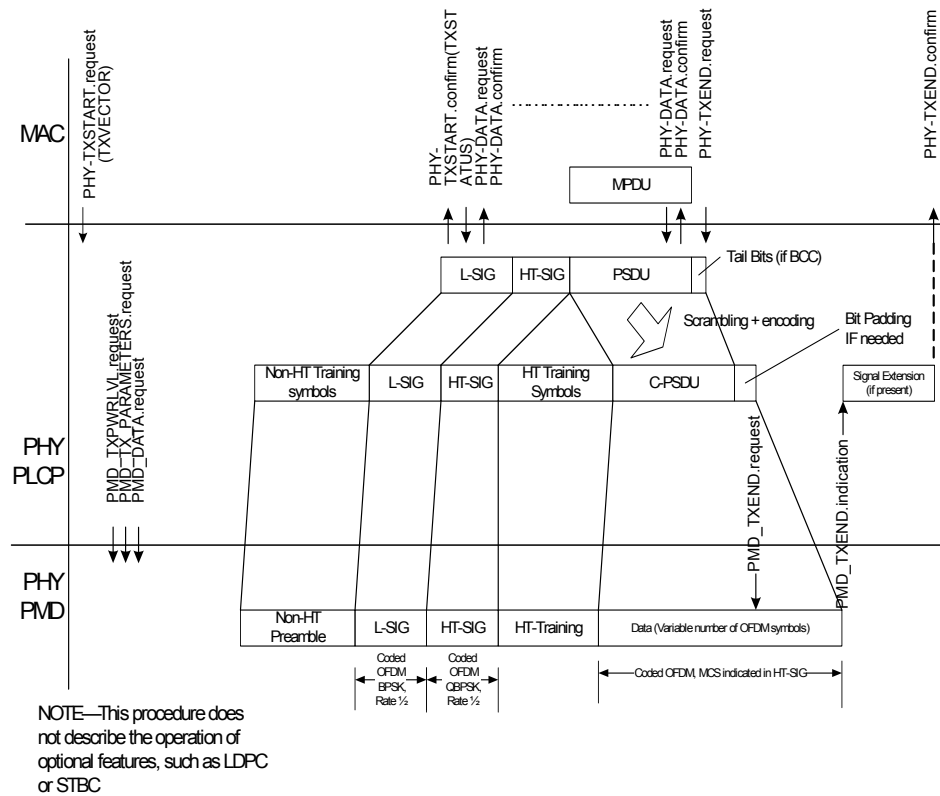 MAC
PHY-TXSTART.request
(TXVECTOR)
PHY-
TXSTART.confirm(TXST
ATUS)
PHY-DATA.request
PHY-DATA.confirm
PHY-DATA.request
PHY-DATA.confirm
PHY-TXEND.request
PHY-TXEND.confirm
MPDU
L-SIG
HT-SIG
PSDU
Tail Bits (if BCC)
Scrambling + encoding
Bit Padding
IF needed
PHY
PLCP
PMD_TXPWRLVL.request
PMD_TX_PARAMETERS.request
PMD_DATA.request
Non-HT Training
symbols
L-SIG
HT-SIG
HT Training
Symbols
C-PSDU
Signal Extension
(if present)
PMD_TXEND.request
PMD_TXEND.indication
PHY
PMD
Non-HT
Preamble
L-SIG
HT-SIG
HT-Training
Data (Variable number of OFDM symbols)
Coded
OFDM
BPSK,
Rate ½
Coded
OFDM
QBPSK,
Rate ½
Coded OFDM, MCS indicated in HT-SIG
NOTE—This procedure does
not describe the operation of
optional features, such as LDPC
or STBC